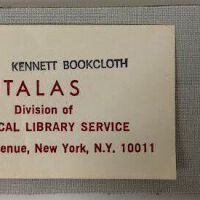 KENNETT BOOKCLOTH
TALAS
Division of
CAL LIBRARY SERVICE
enue, New York, N.Y. 10011